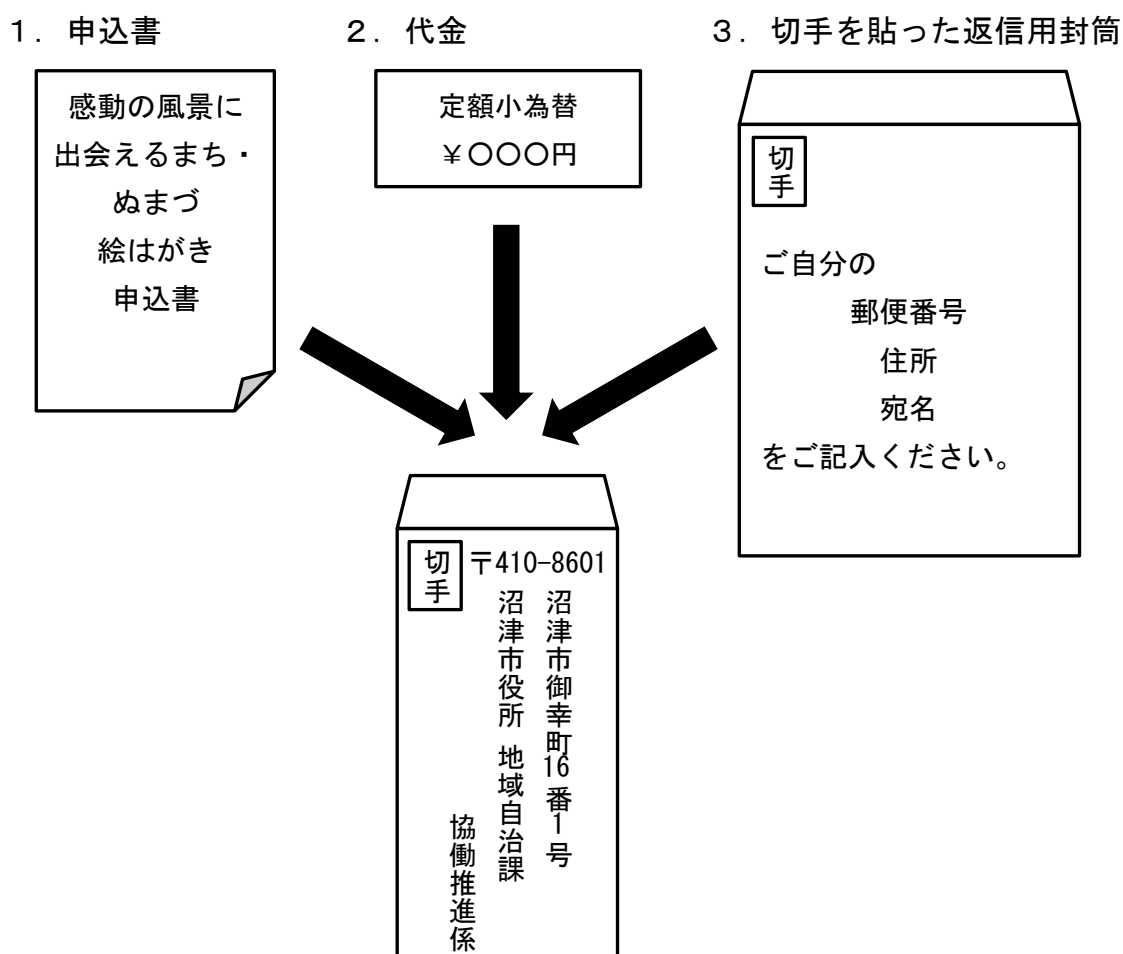 １．申込書
感動の風景に
出会えるまち・
ぬまづ
絵はがき
申込書
２．代金
定額小為替
￥〇〇〇円
３．切手を貼った返信用封筒
切手
ご自分の
郵便番号
住所
宛名
をご記入ください。
切手
〒410-8601
沼津市御幸町16番1号
沼津市役所 地域自治課
協働推進係